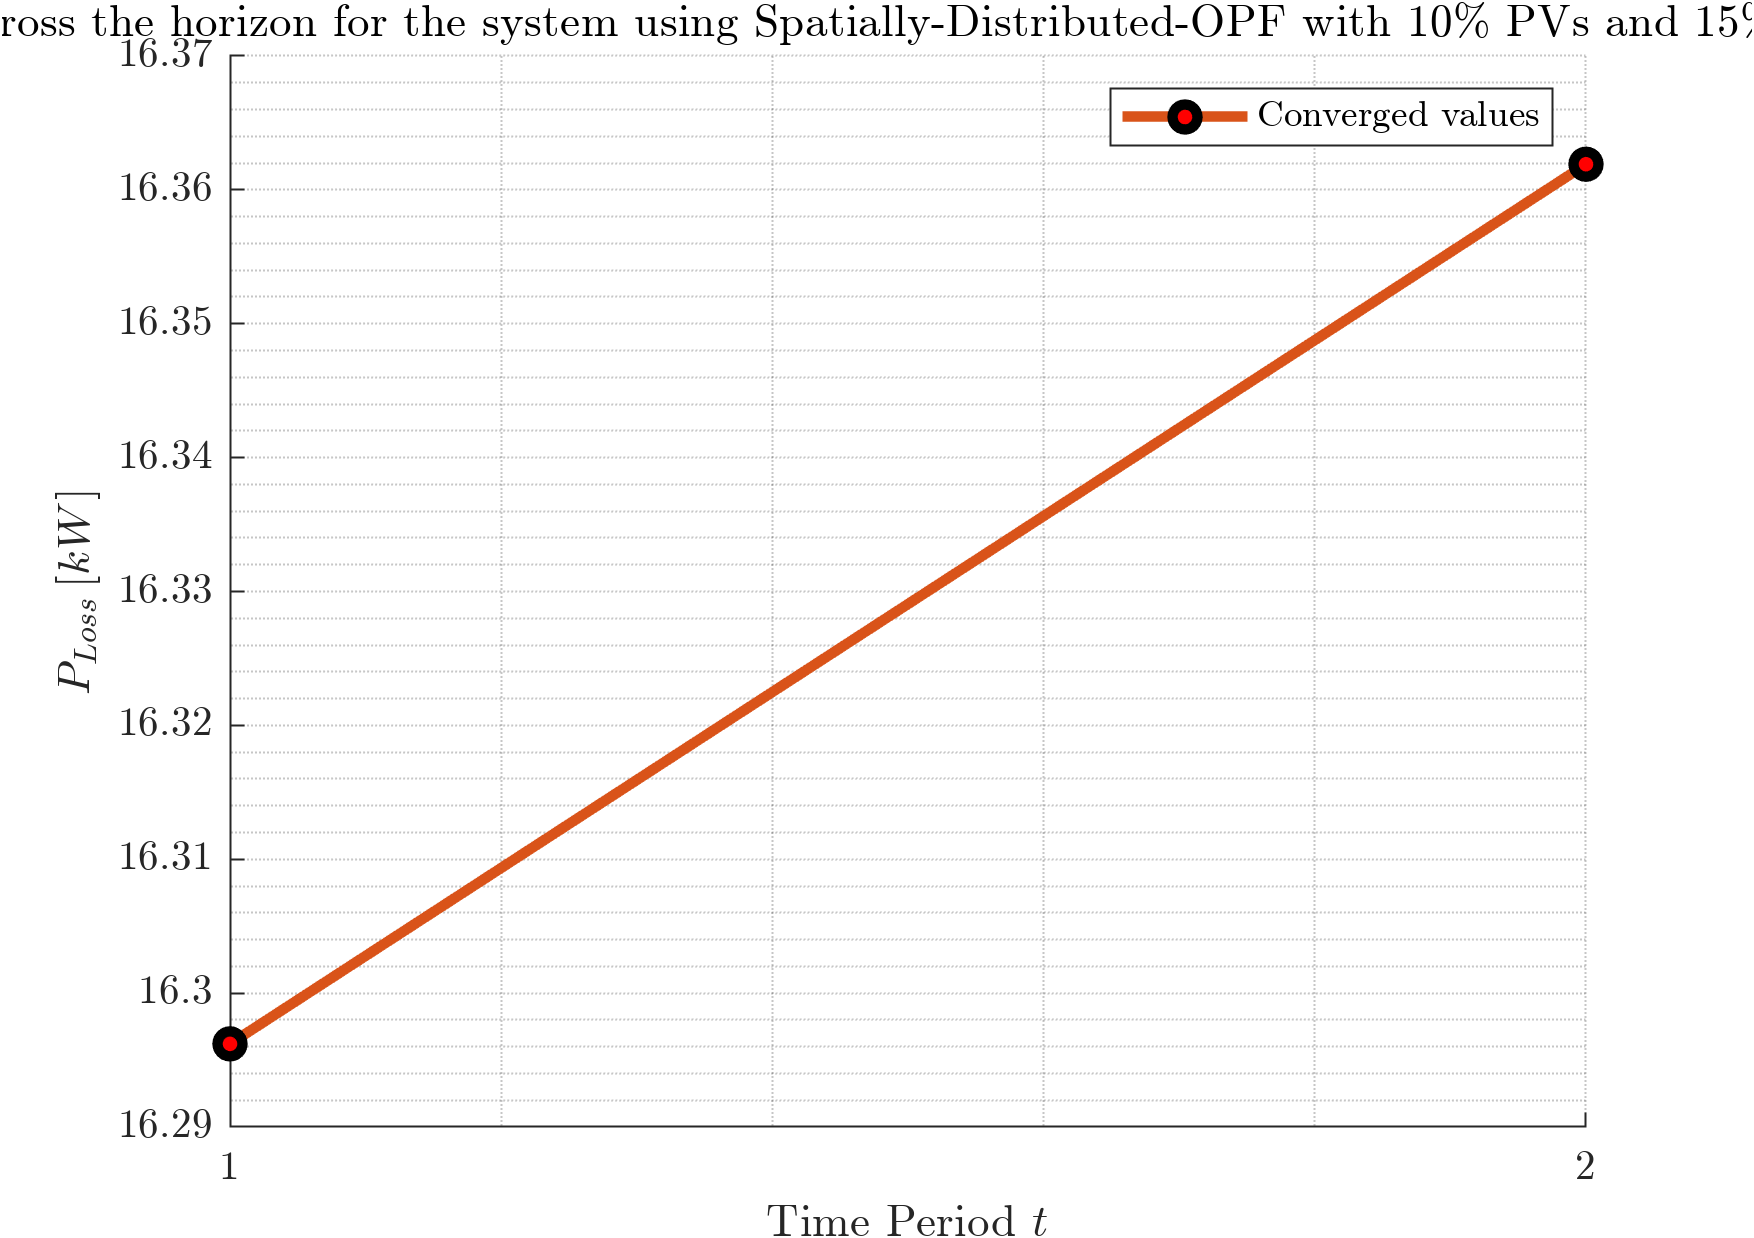 ross the horizon for the system using Spatially-Distributed-OPF with 10% PVs and 15%
16.37
Converged values
16.36
16.35
16.34
16.33
16.32
16.31
16.3
16.29
P_{Loss} [kW]
1
2
Time Period t